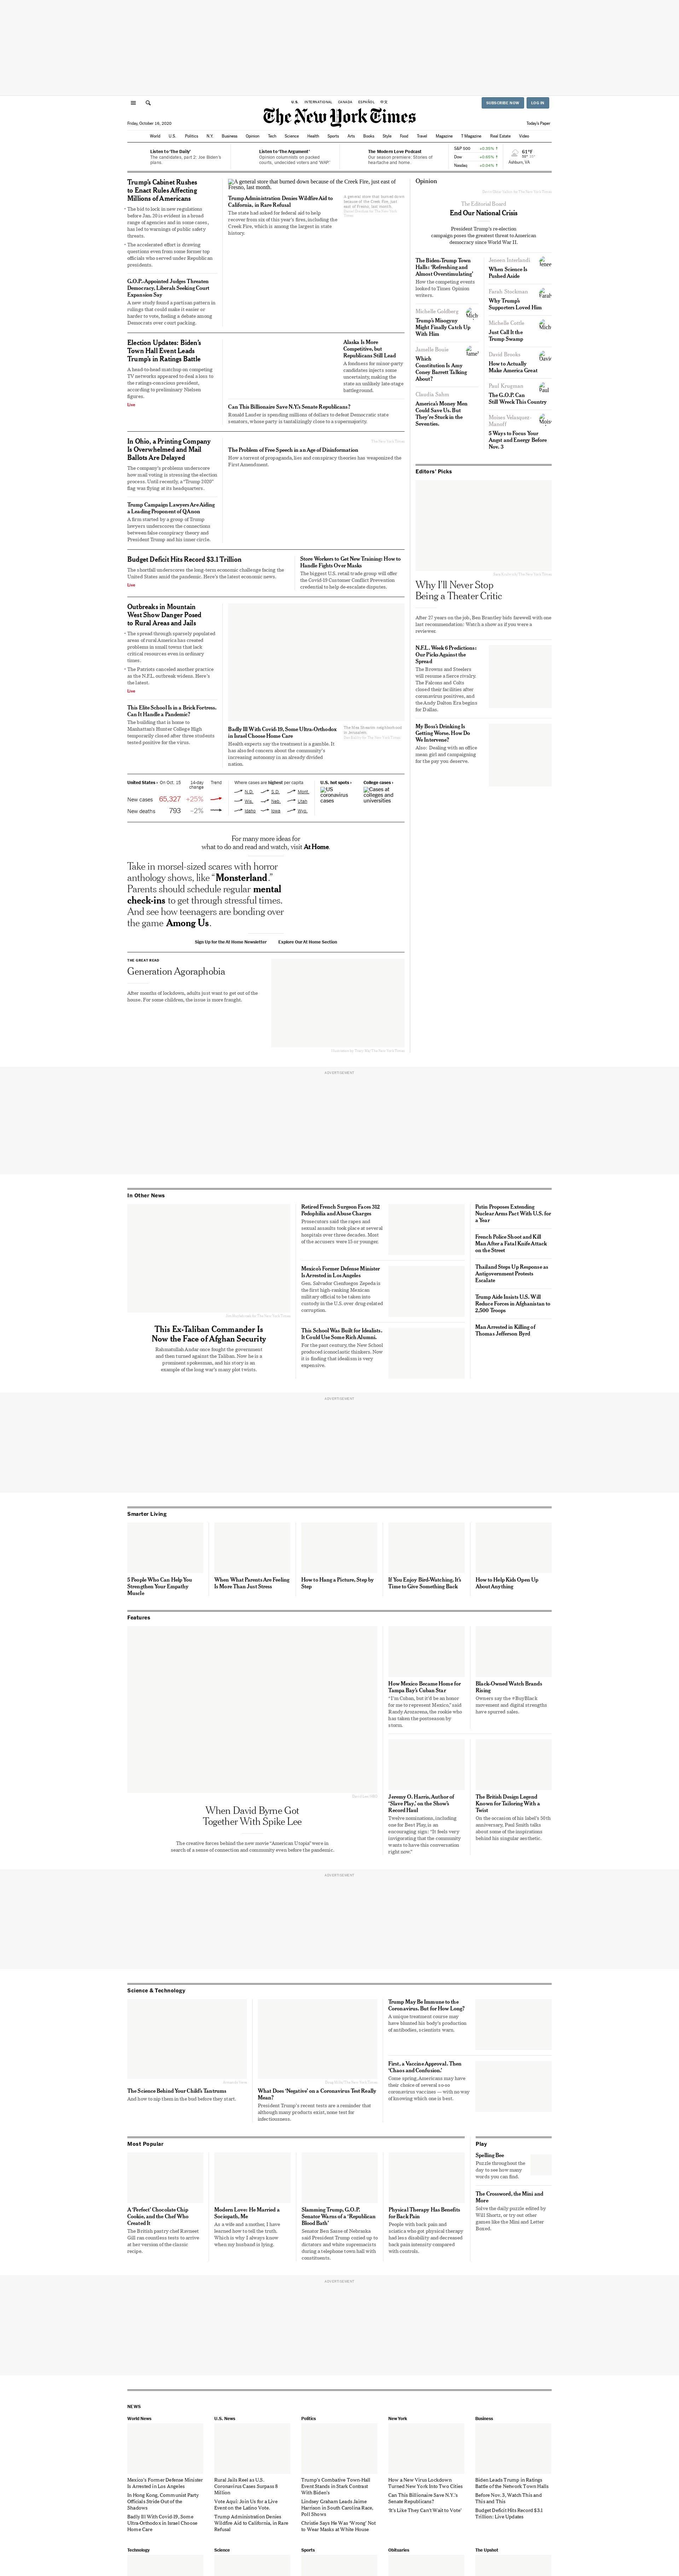 U.S. INTERNATIONAL CANADA ESPAÑOL 中文
SUBSCRIBE NOW LOG IN
The New York Times
Friday, October 16, 2020
Today's Paper
World U.S. Politics N.Y. Business Opinion Tech Science Health Sports Arts Books Style Food Travel Magazine T Magazine Real Estate Video
Listen to 'The Daily'
The candidates, part 2: Joe Biden's
plans.
Listen to 'The Argument'
Opinion columnists on packed
courts, undecided voters and "WAP."
The Modern Love Podcast
Our season premiere: Stories of
heartache and home.
S&P 500
Dow
Nasdaq
61°F
Ashburn, VA
Trump's Cabinet Rushes
to Enact Rules Affecting
Millions of Americans
The bid to lock in new regulations
before Jan. 20 is evident in a broad
range of agencies and in some cases,
has led to warnings of public safety
threats.
The accelerated effort is drawing
questions even from some former top
officials who served under Republican
presidents.
G.O.P.-Appointed Judges Threaten
Democracy, Liberals Seeking Court
Expansion Say
A new study found a partisan pattern in
rulings that could make it easier or
harder to vote, fueling a debate among
Democrats over court packing.
A general store that burned down because of the Creek Fire, just east of
Fresno, last month.
Trump Administration Denies Wildfire Aid to
California, in Rare Refusal
The state had asked for federal aid to help
recover from six of this year's fires, including the
Creek Fire, which is among the largest in state
history.
A general store that burned down
because of the Creek Fire, just
east of Fresno, last month.
Election Updates: Biden's
Town Hall Event Leads
Trump's in Ratings Battle
A head-to-head matchup on competing
TV networks appeared to deal a loss to
the ratings-conscious president,
according to preliminary Nielsen
figures.
Live
Alaska Is More
Competitive, but
Republicans Still Lead
A fondness for minor-party
candidates injects some
uncertainty, making the
state an unlikely late-stage
battleground.
Can This Billionaire Save N.Y.'s Senate Republicans?
Ronald Lauder is spending millions of dollars to defeat Democratic state
senators, whose party is tantalizingly close to a supermajority.
In Ohio, a Printing Company
Is Overwhelmed and Mail
Ballots Are Delayed
The company's problems underscore
how mail voting is stressing the election
process. Until recently, a "Trump 2020"
flag was flying at its headquarters.
Trump Campaign Lawyers Are Aiding
a Leading Proponent of QAnon
A firm started by a group of Trump
lawyers underscores the connections
between false conspiracy theory and
President Trump and his inner circle.
The New York Times
The Problem of Free Speech in an Age of Disinformation
How a torrent of propaganda, lies and conspiracy theories has weaponized the
First Amendment.
Budget Deficit Hits Record $3.1 Trillion
The shortfall underscores the long-term economic challenge facing the
United States amid the pandemic. Here's the latest economic news.
Live
Store Workers to Get New Training: How to
Handle Fights Over Masks
The biggest U.S. retail trade group will offer
the Covid-19 Customer Conflict Prevention
credential to help de-escalate disputes.
Outbreaks in Mountain
West Show Danger Posed
to Rural Areas and Jails
The spread through sparsely populated
areas of rural America has created
problems in small towns that lack
critical resources even in ordinary
times.
The Patriots canceled another practice
as the N.F.L. outbreak widens. Here's
the latest.
Live
This Elite School Is in a Brick Fortress.
Can It Handle a Pandemic?
The building that is home to
Manhattan's Hunter College High
transported students who three students
tested positive for the virus.
Badly Ill With Covid-19, Some Ultra-Orthodox
in Israel Choose Home Care
Health experts say the treatment is a gamble. It
has also fed concern about the community's
increasing autonomy in an already divided
nation.
United States › On Oct. 15 14-day change Trend
New cases 65,327 +25%
New deaths 793 –2%
Where cases are highest per capita
N.D. S.D. Mont.
Wis. Neb. Utah
Idaho Iowa Wyo.
U.S. hot spots ›
US coronavirus cases
College cases ›
Cases at colleges and universities
For many more ideas for
what to do and read and watch, visit At Home.
Take in morsel-sized scares with horror
anthology shows, like "Monsterland."
Parents should schedule regular mental
check-ins to get through stressful times.
And see how teenagers are bonding over
the game Among Us.
Sign Up for the At Home Newsletter Explore Our At Home Section
THE GREAT READ
Generation Agoraphobia
After months of lockdown, adults just want to get out of the
house. For some children, the issue is more fraught.
Opinion
The Editorial Board
End Our National Crisis
President Trump's re-election
campaign poses the greatest threat to American
democracy since World War II.
The Biden-Trump Town
Halls: 'Refreshing and
Almost Overstimulating'
How the competing events
looked to Times Opinion
writers.
Michelle Goldberg
Trump's Misogyny
Might Finally Catch Up
With Him
Jamelle Bouie
Which
Constitution Is Amy
Coney Barrett Talking
About?
Claudia Sahm
America's Money Men
Could Save Us. But
They're Stuck in the
Seventies.
Jeneen Interlandi
When Science Is
Pushed Aside
Farah Stockman
Why Trump's
Supporters Loved Him
Michelle Cottle
Just Call It the
Trump Swamp
David Brooks
How to Actually
Make America Great
Paul Krugman
The G.O.P. Can
Still Wreck This Country
Moises Velasquez-
Manoff
5 Ways to Focus Your
Angst and Energy Before
Nov. 3
Editors' Picks
Why I'll Never Stop
Being a Theater Critic
After 27 years on the job, Ben Brantley bids farewell with one
last recommendation: Watch a show as if you were a
reviewer.
N.F.L. Week 6 Predictions:
Our Picks Against the
Spread
The Browns and Steelers
will resume a fierce rivalry.
The Falcons and Colts
closed their facilities after
coronavirus positives, and
the Andy Dalton Era begins
for Dallas.
My Boss's Drinking Is
Getting Worse. How Do
We Intervene?
Also: Dealing with an office
mean girl and campaigning
for the pay you deserve.
ADVERTISEMENT
In Other News
This Ex-Taliban Commander Is
Now the Face of Afghan Security
Rahmatullah Andar once fought the government
and then turned against the Taliban. Now he is a
prominent spokesman, and his story is an
example of the long war's many plot twists.
Retired French Surgeon Faces 312
Pedophilia and Abuse Charges
Prosecutors said the rapes and
sexual assaults took place at several
hospitals over three decades. Most
of the accusers were 15 or younger.
Mexico's Former Defense Minister
Is Arrested in Los Angeles
Gen. Salvador Cienfuegos Zepeda is
the first high-ranking Mexican
military official to be taken into
custody in the U.S. over drug-related
corruption.
This School Was Built for Idealists.
It Could Use Some Rich Alumni.
For the past century, the New School
produced iconoclastic thinkers. Now
it is finding that idealism is very
expensive.
Putin Proposes Extending
Nuclear Arms Pact With U.S. for
a Year
French Police Shoot and Kill
Man After a Fatal Knife Attack
on the Street
Thailand Steps Up Response as
Antigovernment Protests
Escalate
Trump Aide Insists U.S. Will
Reduce Forces in Afghanistan to
2,500 Troops
Man Arrested in Killing of
Thomas Jefferson Byrd
ADVERTISEMENT
Smarter Living
5 People Who Can Help You
Strengthen Your Empathy
Muscle
When What Parents Are Feeling
Is More Than Just Stress
How to Hang a Picture, Step by
Step
If You Enjoy Bird-Watching, It's
Time to Give Something Back
How to Help Kids Open Up
About Anything
Features
When David Byrne Got
Together With Spike Lee
The creative forces behind the new movie "American Utopia" were in
search of a sense of connection and community even before the pandemic.
How Mexico Became Home for
Tampa Bay's Cuban Star
"I'm Cuban, but it'd be an honor
for me to represent Mexico," said
Randy Arozarena, the rookie who
has taken the postseason by
storm.
Black-Owned Watch Brands
Rising
Owners say the #BuyBlack
movement and digital strengths
have spurred sales.
Jeremy O. Harris, Author of
'Slave Play,' on the Show's
Record Haul
Twelve nominations, including
one for Best Play, is an
encouraging sign: "It feels very
invigorating that the community
wants to have this conversation
right now."
The British Design Legend
Known for Tailoring With a
Twist
On the occasion of his label's 50th
anniversary, Paul Smith talks
about some of the inspirations
behind his singular aesthetic.
ADVERTISEMENT
Science & Technology
The Science Behind Your Child's Tantrums
And how to nip them in the bud before they start.
What Does 'Negative' on a Coronavirus Test Really
Mean?
President Trump's recent tests are a reminder that
although many products exist, none test for
infectiousness.
Trump May Be Immune to the
Coronavirus. But for How Long?
A unique treatment course may
have blunted his body's production
of antibodies, scientists warn.
First, a Vaccine Approval. Then
'Chaos and Confusion.'
Come spring, Americans may have
their choice of several so-so
coronavirus vaccines — with no way
of knowing which one is best.
Most Popular
A 'Perfect' Chocolate Chip
Cookie, and the Chef Who
Created It
The British pastry chef Ravneet
Gill ran countless tests to arrive
at her version of the classic
recipe.
Modern Love: He Married a
Sociopath, Me
As a wife and a mother, I have
learned how to tell the truth.
Which is why I always know
when my husband is lying.
Slamming Trump, G.O.P.
Senator Warns of a 'Republican
Blood Bath'
Senator Ben Sasse of Nebraska
said President Trump cozied up to
dictators and white supremacists
during a telephone town hall with
constituents.
Physical Therapy Has Benefits
for Back Pain
People with back pain and
sciatica who got physical therapy
had less disability and decreased
back pain intensity compared
with controls.
Play
Spelling Bee
Puzzle throughout the
day to see how many
words you can find.
The Crossword, the Mini and
More
Solve the daily puzzle edited by
Will Shortz, or try out other
games like the Mini and Letter
Boxed.
ADVERTISEMENT
NEWS
World News
Mexico's Former Defense Minister
Is Arrested in Los Angeles
In Hong Kong, Communist Party
Officials Stride Out of the
Shadows
Badly Ill With Covid-19, Some
Ultra-Orthodox in Israel Choose
Home Care
U.S. News
Rural Jails Reel as U.S.
Coronavirus Cases Surpass 8
Million
Vote Aquí: Join Us for a Live
Event on the Latino Vote.
Trump Administration Denies
Wildfire Aid to California, in Rare
Refusal
Politics
Trump's Combative Town-Hall
Event Stands in Stark Contrast
With Biden's
Lindsey Graham Leads Jaime
Harrison in South Carolina Race,
Poll Shows
Christie Says He Was 'Wrong' Not
to Wear Masks at White House
New York
How a New Virus Lockdown
Turned New York Into Two Cities
Can This Billionaire Save N.Y.'s
Senate Republicans?
'It's Like They Can't Wait to Vote'
Business
Biden Leads Trump in Ratings
Battle of the Network Town Halls
Before Nov. 3, Watch This and
This and This
Budget Deficit Hits Record $3.1
Trillion: Live Updates
Technology Science Sports Obituaries The Upshot